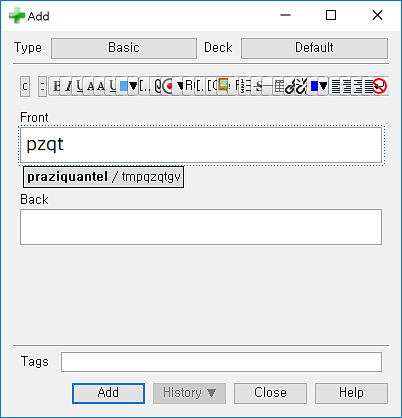 Add
Type Basic Deck Default
Front
pzqt
praziquantel / tmpqzqtgv
Back
Tags
Add History ▼ Close Help